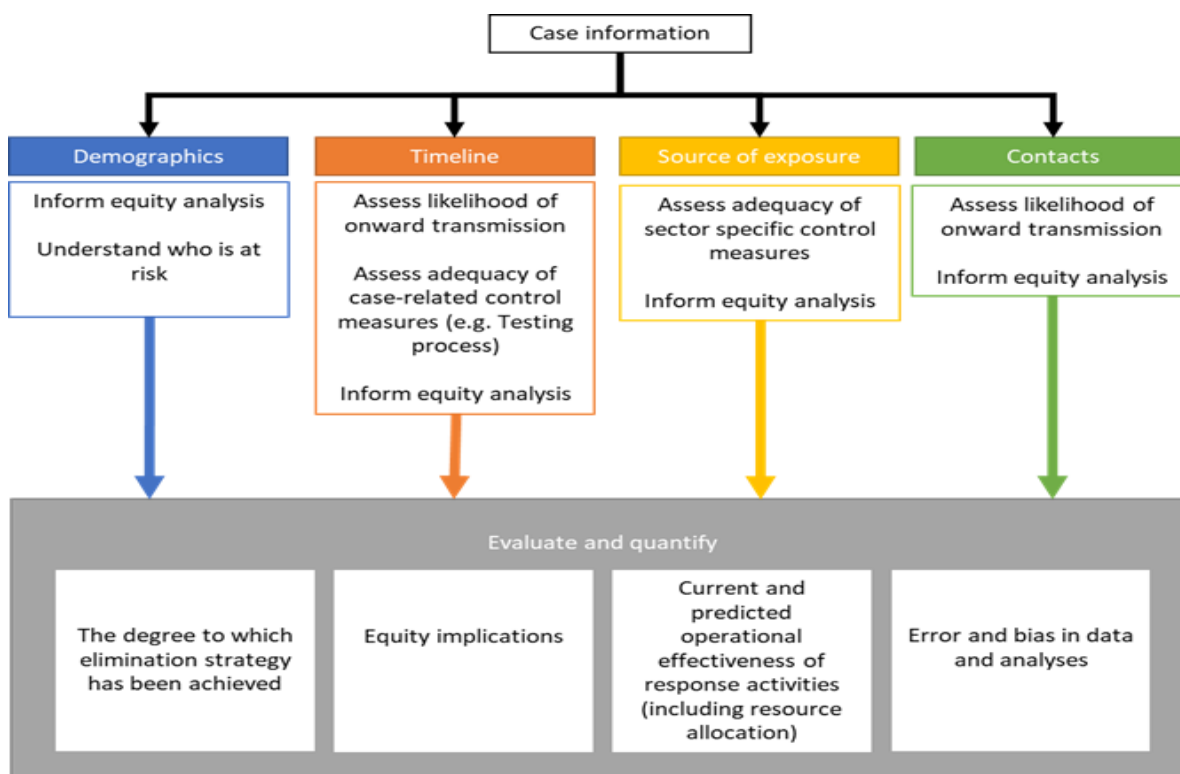 Case information
Demographics
Inform equity analysis
Understand who is at
risk
Timeline
Assess likelihood of
onward transmission
Assess adequacy of
case-related control
measures (e.g. Testing
process)
Inform equity analysis
Source of exposure
Assess adequacy of
sector specific control
measures
Inform equity analysis
Contacts
Assess likelihood of
onward transmission
Inform equity analysis
Evaluate and quantify
The degree to which
elimination strategy
has been achieved
Equity implications
Current and
predicted
operational
effectiveness of
response activities
(including resource
allocation)
Error and bias in data
and analyses